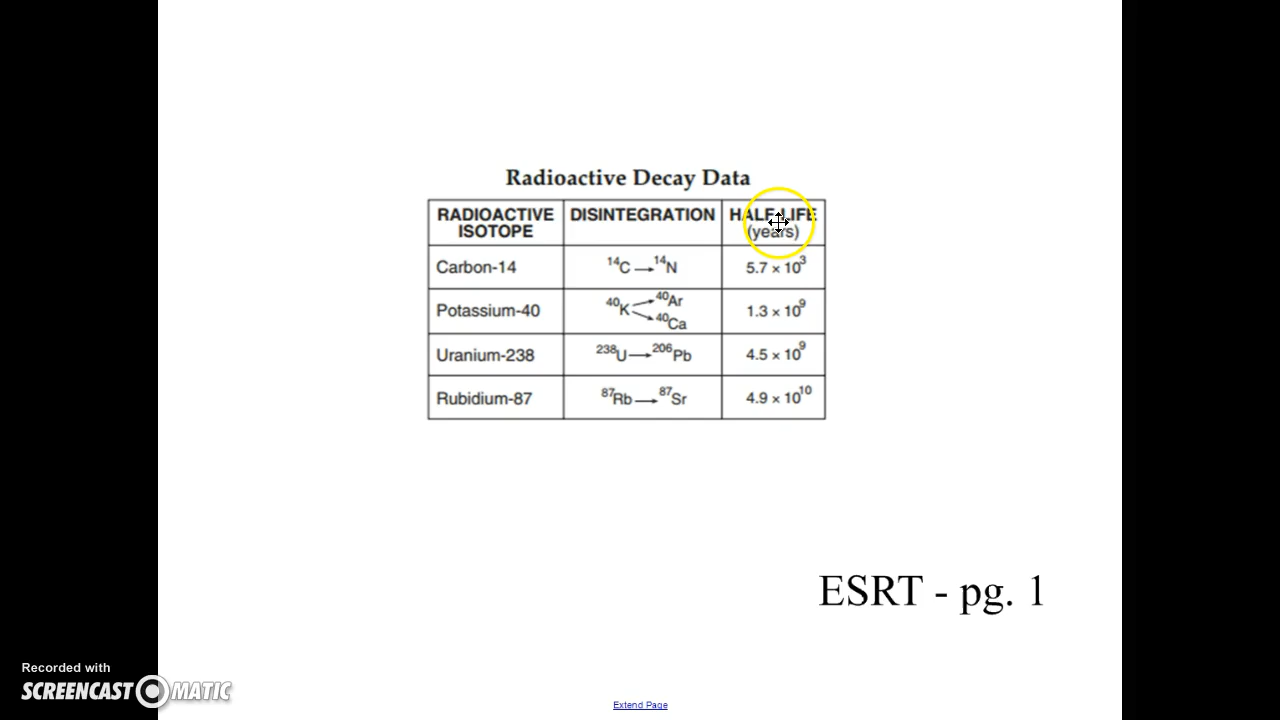 Radioactive Decay Data
RADIOACTIVE ISOTOPE DISINTEGRATION HALF-LIFE (years)
Carbon-14 ¹⁴C → ¹⁴N 5.7 × 10³
Potassium-40 ⁴⁰K → ⁴⁰Ar → ⁴⁰Ca 1.3 × 10⁹
Uranium-238 ²³⁸U → ²⁰⁶Pb 4.5 × 10⁹
Rubidium-87 ⁸⁷Rb → ⁸⁷Sr 4.9 × 10¹⁰
ESRT - pg. 1
Recorded with
SCREENCAST-O-MATIC
Extend Page